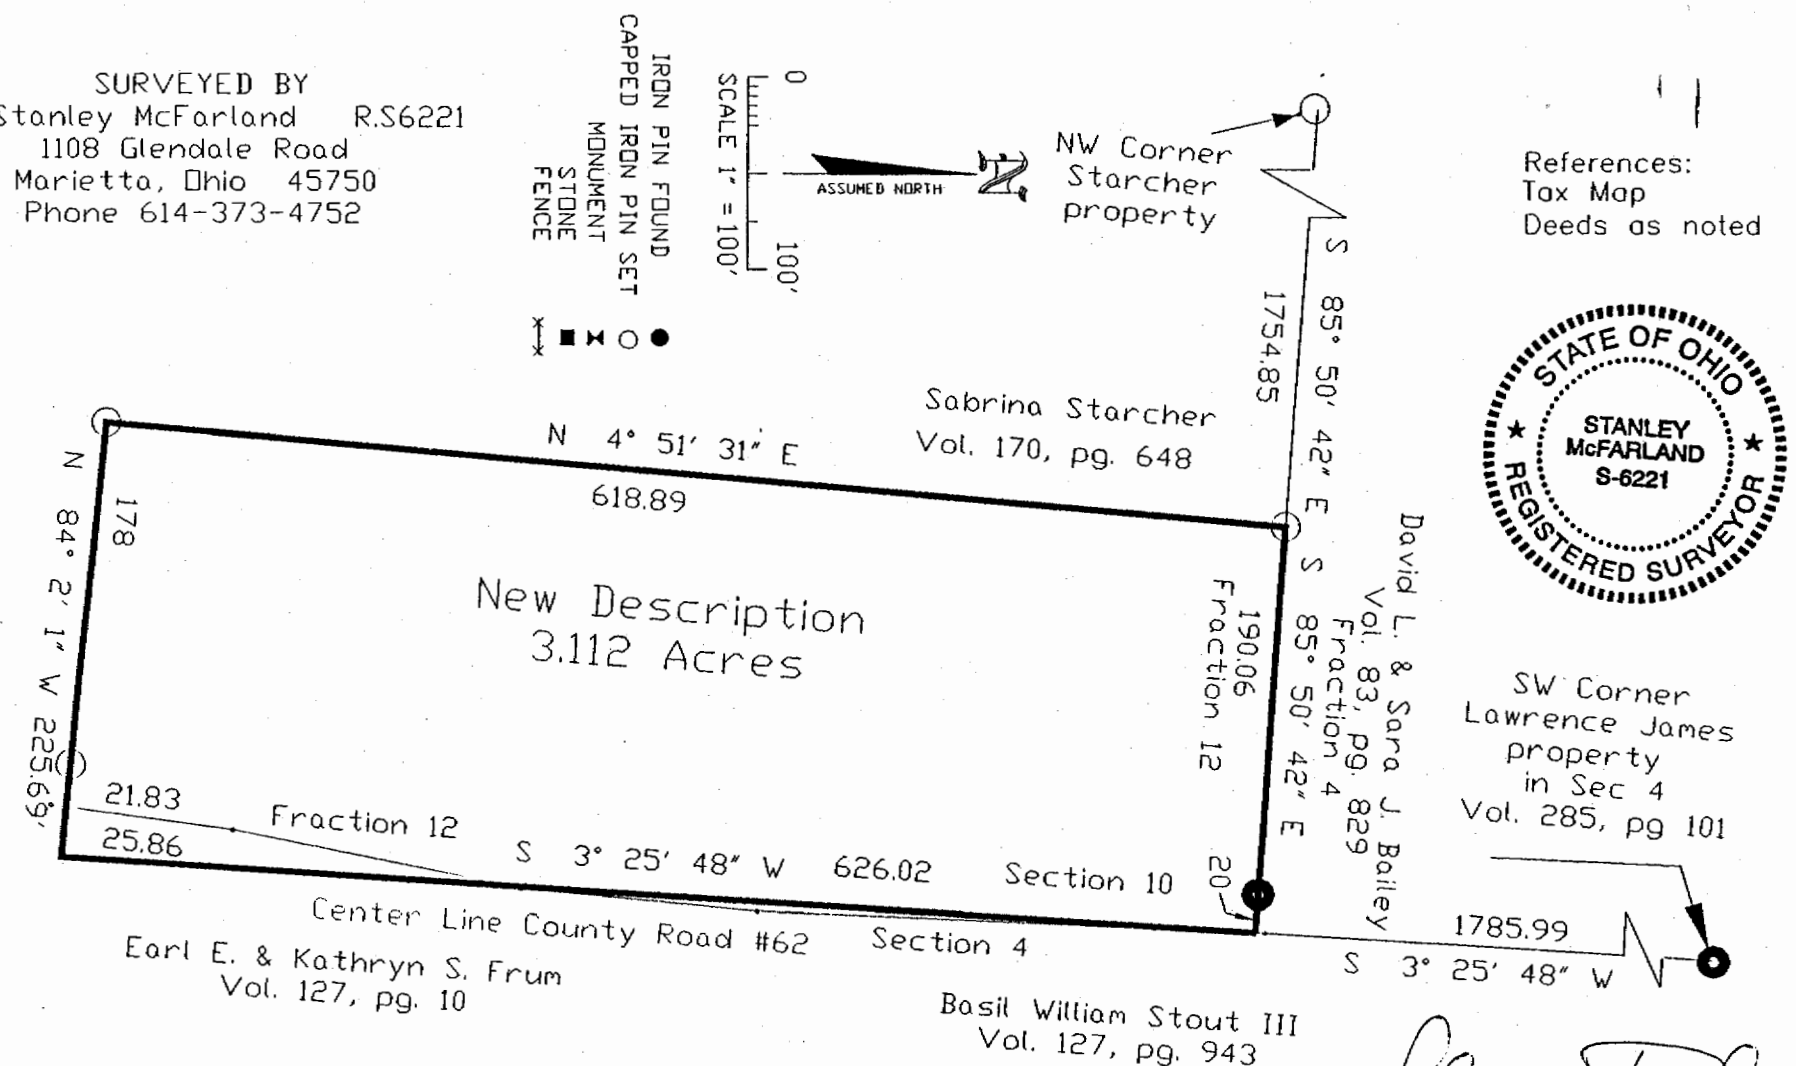 SURVEYED BY
Stanley McFarland R.S6221
1108 Glendale Road
Marietta, Ohio 45750
Phone 614-373-4752
IRON PIN FOUND
CAPPED IRON PIN SET
MONUMENT
STONE
FENCE
0 100'
SCALE 1" =100'
ASSUMED NORTH
N
NW Corner
Starcher
property
References:
Tax Map
Deeds as noted
STATE OF OHIO
STANLEY
McFARLAND
S-6221
REGISTERED SURVEYOR
S 85° 50' 42" E
1754.85
Sabrina Starcher
Vol. 170, pg. 648
N 4° 51' 31" E
618.89
N 84° 2' 1" W 225.69'
178
New Description
3.112 Acres
190.06
Fraction 12
S 85° 50' 42" E
Fraction 4
David L. & Sara J. Bailey
Vol. 83, pg. 829
SW Corner
Lawrence James
property
in Sec 4
Vol. 285, pg 101
21.83
25.86
Fraction 12
S 3° 25' 48" W 626.02
Section 10
20
Center Line County Road #62
Section 4
1785.99
S 3° 25' 48" W
Earl E. & Kathryn S. Frum
Vol. 127, pg. 10
Basil William Stout III
Vol. 127, pg. 943